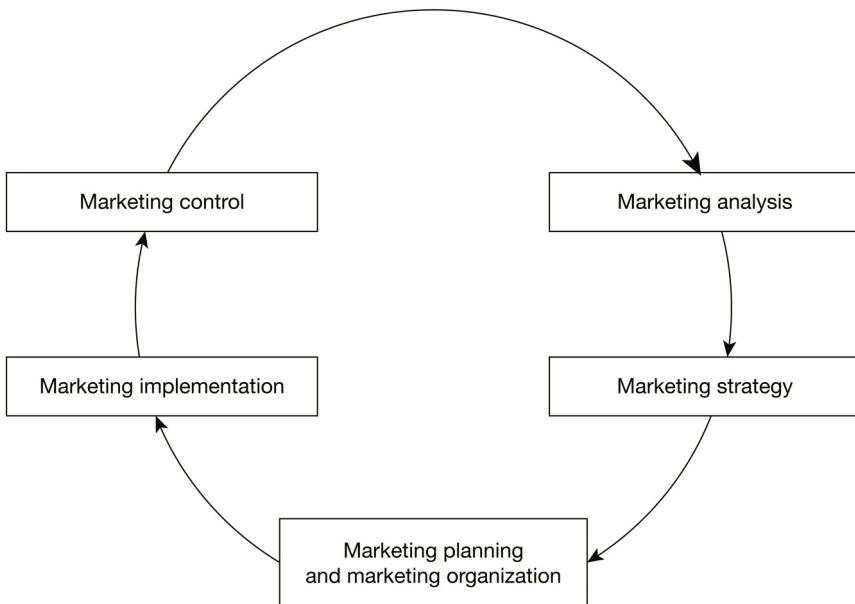 Marketing control
Marketing analysis
Marketing implementation
Marketing strategy
Marketing planning
and marketing organization